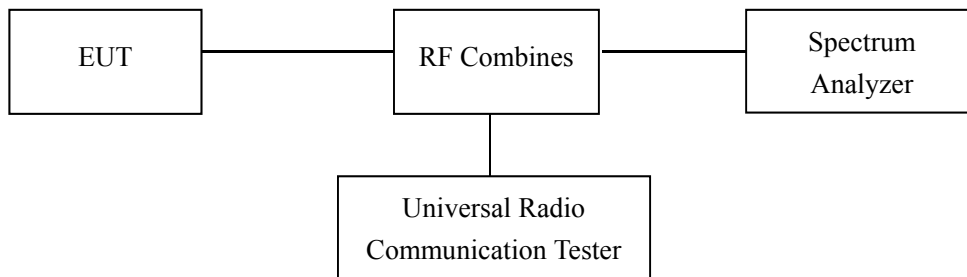 EUT
RF Combines
Spectrum
Analyzer
Universal Radio
Communication Tester